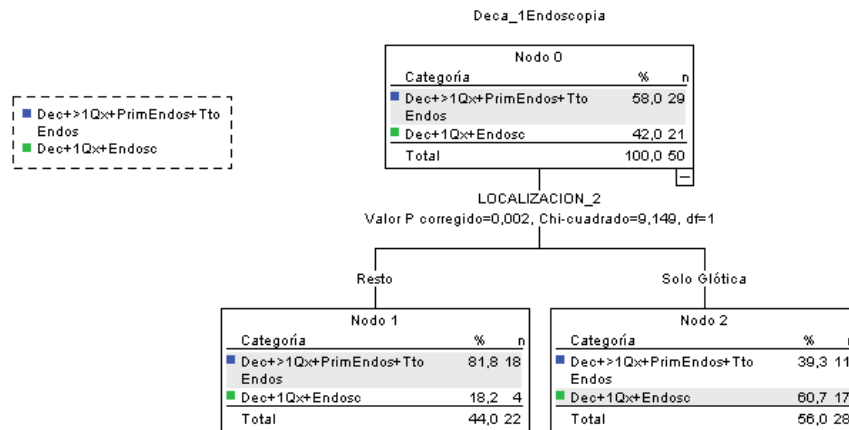 Deca_1Endoscopia
Dec+>1Qx+PrimEndos+Tto
Endos
Dec+1Qx+Endosc
Nodo 0
Categoría % n
Dec+>1Qx+PrimEndos+Tto 58,0 29
Endos
Dec+1Qx+Endosc 42,0 21
Total 100,0 50
LOCALIZACION_2
Valor P corregido=0,002, Chi-cuadrado=9,149, df=1
Resto
Solo Glótica
Nodo 1
Categoría % n
Dec+>1Qx+PrimEndos+Tto 81,8 18
Endos
Dec+1Qx+Endosc 18,2 4
Total 44,0 22
Nodo 2
Categoría % n
Dec+>1Qx+PrimEndos+Tto 39,3 11
Endos
Dec+1Qx+Endosc 60,7 17
Total 56,0 28